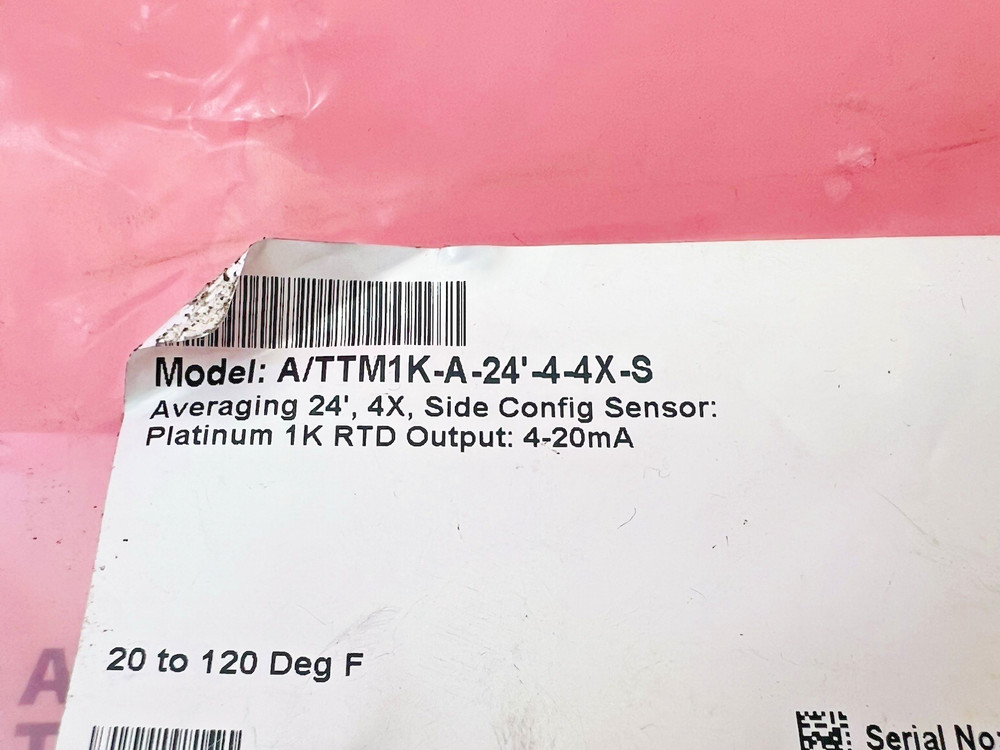 Model: A/TTM1K-A-24'-4-4X-S
Averaging 24', 4X, Side Config Sensor:
Platinum 1K RTD Output: 4-20mA
20 to 120 Deg F
A
T
Serial No: